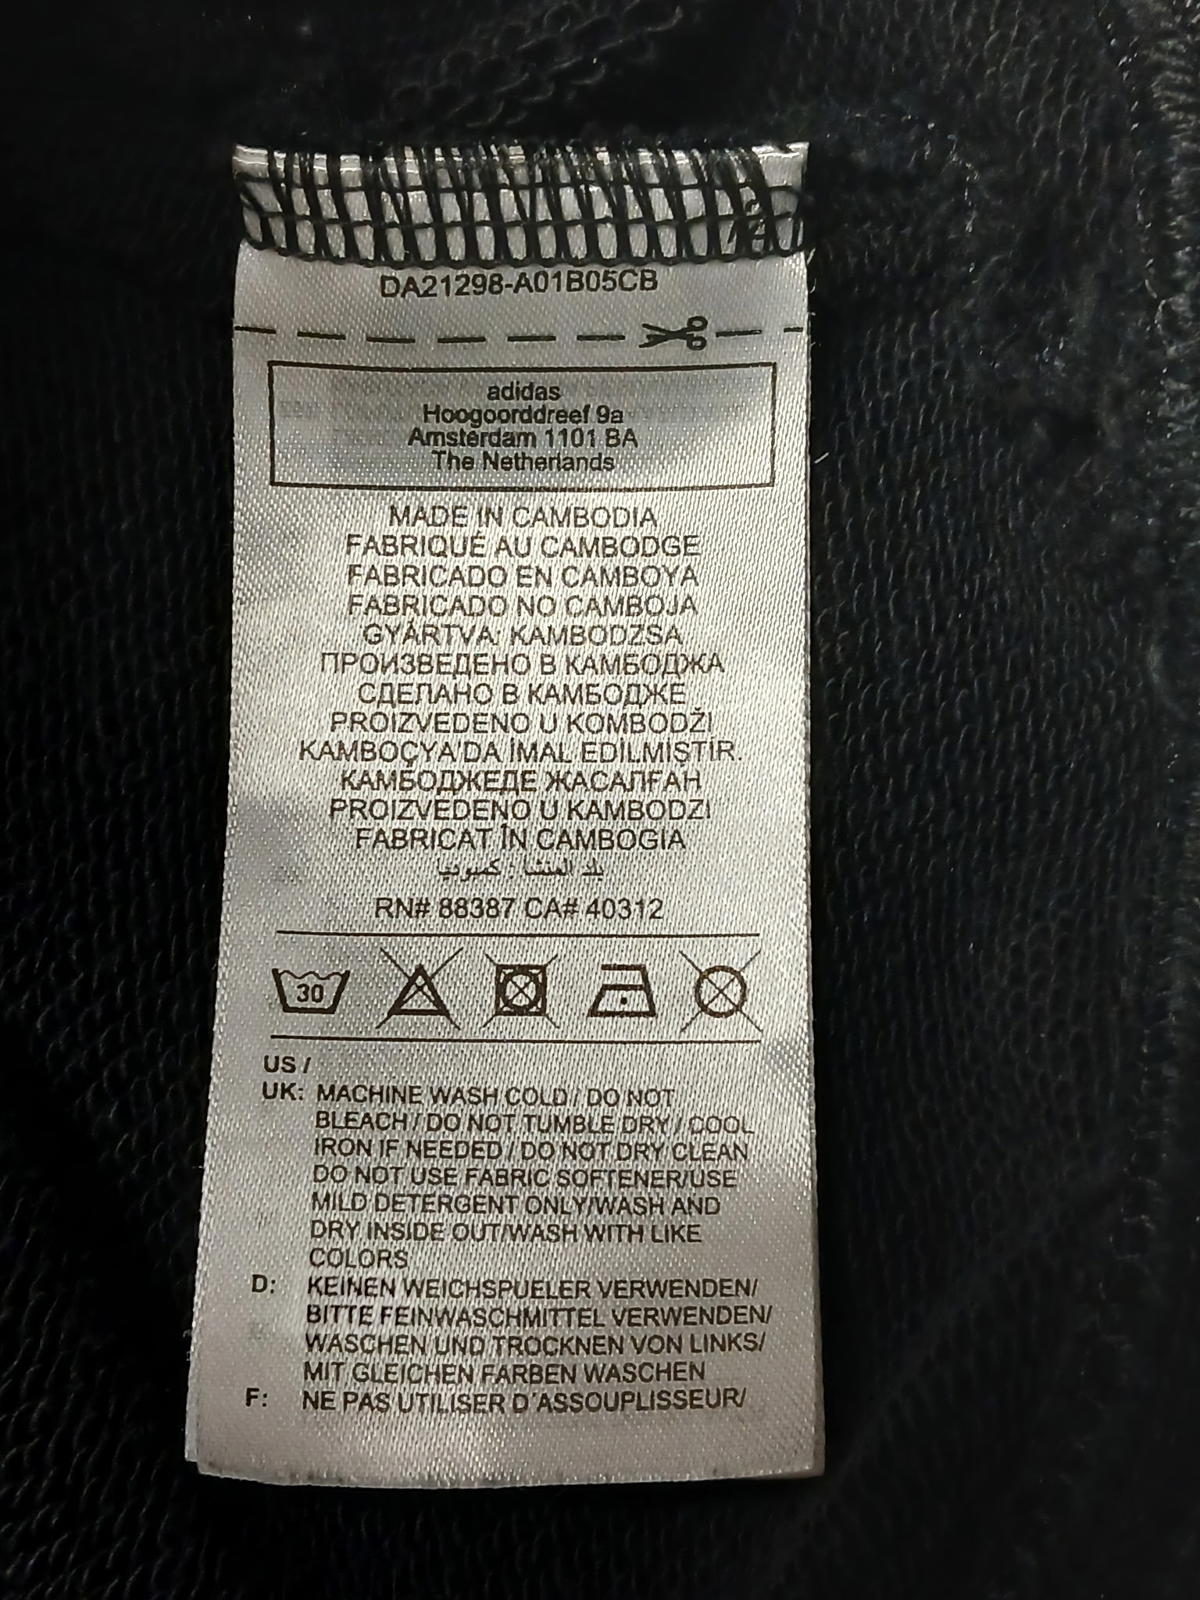 DA21298-A01B05CB
adidas
Hoogoorddreef 9a
Amsterdam 1101 BA
The Netherlands
MADE IN CAMBODIA
FABRIQUÉ AU CAMBODGE
FABRICADO EN CAMBOYA
FABRICADO NO CAMBOJA
GYÁRTVA: KAMBODZSA
ПРОИЗВЕДЕНО В КАМБОДЖА
СДЕЛАНО В КАМБОДЖЕ
PROIZVEDENO U KOMBODŽI
KAMBOÇYA'DA İMAL EDİLMİŞTİR.
КАМБОДЖЕДЕ ЖАСАЛҒАН
PROIZVEDENO U KAMBODZI
FABRICAT ÎN CAMBOGIA
بلد المنشأ : كمبوديا
RN# 88387 CA# 40312
30
US /
UK: MACHINE WASH COLD / DO NOT
BLEACH / DO NOT TUMBLE DRY / COOL
IRON IF NEEDED / DO NOT DRY CLEAN
DO NOT USE FABRIC SOFTENER/USE
MILD DETERGENT ONLY/WASH AND
DRY INSIDE OUT/WASH WITH LIKE
COLORS
D: KEINEN WEICHSPUELER VERWENDEN/
BITTE FEINWASCHMITTEL VERWENDEN/
WASCHEN UND TROCKNEN VON LINKS/
MIT GLEICHEN FARBEN WASCHEN
F: NE PAS UTILISER D'ASSOUPLISSEUR/